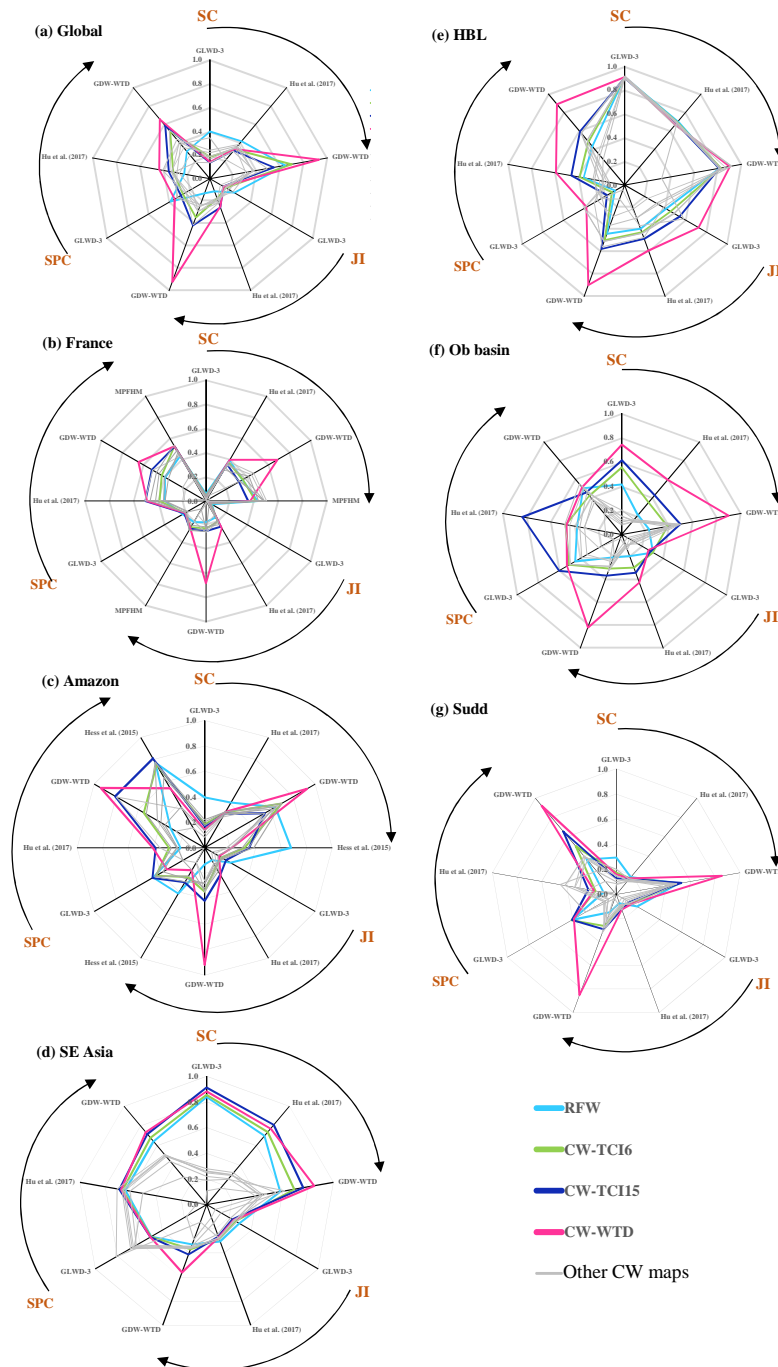 (a) Global
SC
GLWD-3
1.0
0.8
0.6
0.4
0.2
0.0
Hu et al. (2017)
GDW-WTD
GLWD-3
JI
Hu et al. (2017)
GDW-WTD
GLWD-3
SPC
Hu et al. (2017)
GDW-WTD
(b) France
SC
GLWD-3
1.0
0.8
0.6
0.4
0.2
0.0
Hu et al. (2017)
GDW-WTD
MPFHM
GLWD-3
JI
Hu et al. (2017)
GDW-WTD
MPFHM
GLWD-3
SPC
Hu et al. (2017)
GDW-WTD
MPFHM
(c) Amazon
SC
GLWD-3
1.0
0.8
0.6
0.4
0.2
0.0
Hu et al. (2017)
GDW-WTD
Hess et al. (2015)
GLWD-3
JI
Hu et al. (2017)
GDW-WTD
Hess et al. (2015)
GLWD-3
SPC
Hu et al. (2017)
GDW-WTD
Hess et al. (2015)
(d) SE Asia
SC
GLWD-3
1.0
0.8
0.6
0.4
0.2
0.0
Hu et al. (2017)
GDW-WTD
GLWD-3
JI
Hu et al. (2017)
GDW-WTD
GLWD-3
SPC
Hu et al. (2017)
GDW-WTD
(e) HBL
SC
GLWD-3
1.0
0.8
0.6
0.4
0.2
0.0
Hu et al. (2017)
GDW-WTD
GLWD-3
JI
Hu et al. (2017)
GDW-WTD
GLWD-3
SPC
Hu et al. (2017)
GDW-WTD
(f) Ob basin
SC
GLWD-3
1.0
0.8
0.6
0.4
0.2
0.0
Hu et al. (2017)
GDW-WTD
GLWD-3
JI
Hu et al. (2017)
GDW-WTD
GLWD-3
SPC
Hu et al. (2017)
GDW-WTD
(g) Sudd
SC
GLWD-3
1.0
0.8
0.6
0.4
0.2
0.0
Hu et al. (2017)
GDW-WTD
GLWD-3
JI
Hu et al. (2017)
GDW-WTD
GLWD-3
SPC
Hu et al. (2017)
GDW-WTD
RFW
CW-TCI6
CW-TCI15
CW-WTD
Other CW maps